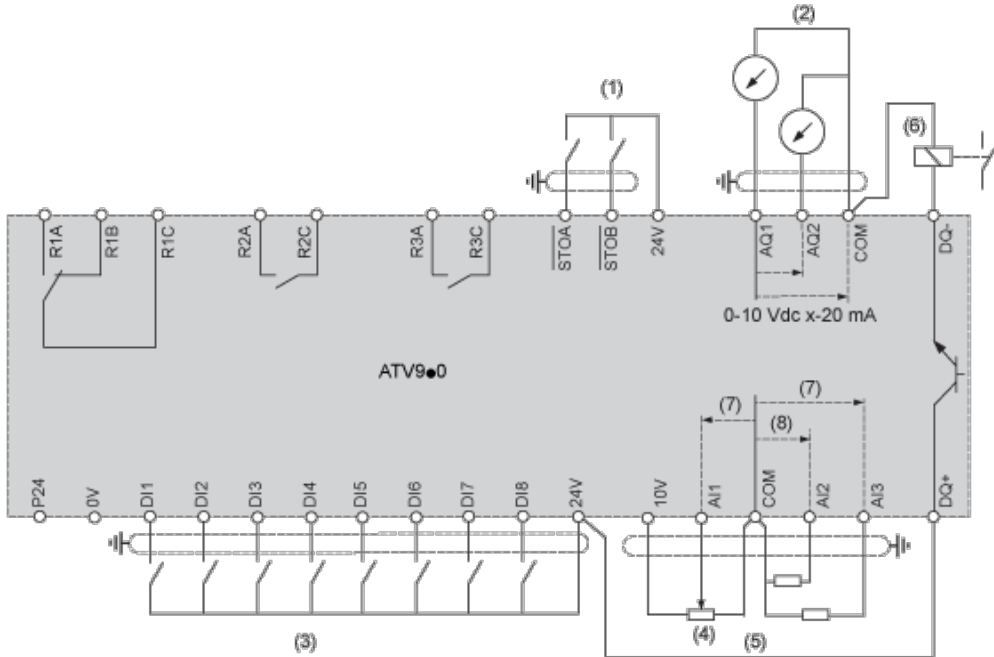 (2)
(1)
(6)
R1A
R1B
R1C
R2A
R2C
R3A
R3C
STOA
STOB
24V
AQ1
AQ2
COM
DQ-
0-10 Vdc x-20 mA
ATV9●0
(7)
(7)
(8)
P24
0V
DI1
DI2
DI3
DI4
DI5
DI6
DI7
DI8
24V
10V
AI1
COM
AI2
AI3
DQ+
(3)
(4)
(5)